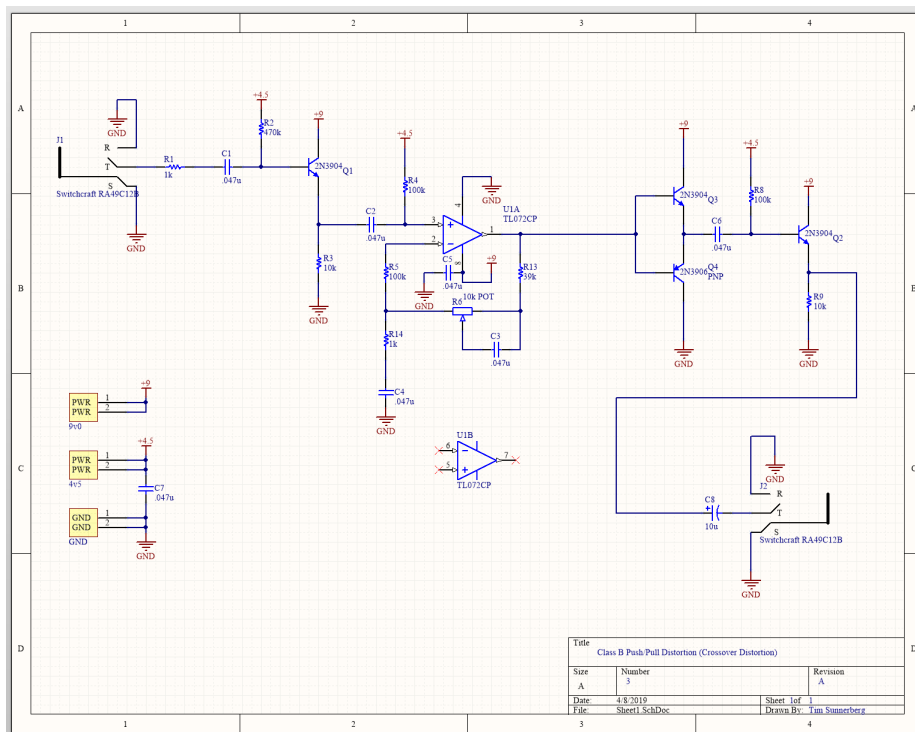 1 2 3 4
A A
+4.5
R2
470k
+9
GND
J1
R
T
S
Switchcraft RA49C12B
GND
R1
1k
C1
.047u
2N3904
Q1
+4.5
R4
100k
C2
.047u
R3
10k
GND
GND
U1A
TL072CP
4
3
2
1
8
+
−
C5
.047u
+9
GND
R5
100k
R13
39k
10k POT
R6
R14
1k
C3
.047u
C4
.047u
GND
+9
2N3904
Q3
2N3906
Q4
PNP
GND
+4.5
R8
100k
C6
.047u
+9
2N3904
Q2
R9
10k
GND
B B
+9
PWR 1
PWR 2
9v0
+4.5
PWR 1
PWR 2
4v5
C7
.047u
GND 1
GND 2
GND
GND
C C
U1B
6
5
7
−
+
TL072CP
C8
+
10u
GND
J2
R
T
S
Switchcraft RA49C12B
GND
D D
Title
Class B Push/Pull Distortion (Crossover Distortion)
Size Number Revision
A 3 A
Date: 4/8/2019 Sheet 1of 1
File: Sheet1.SchDoc Drawn By: Tim Sunnerberg
1 2 3 4